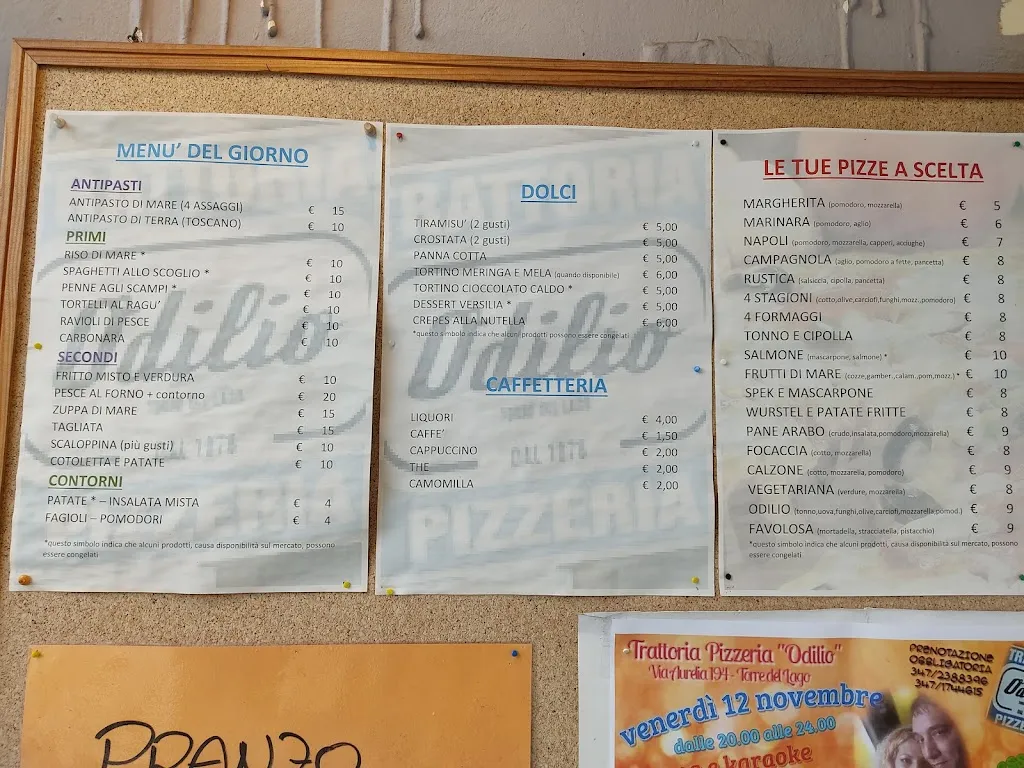 MENU' DEL GIORNO
ANTIPASTI
ANTIPASTO DI MARE (4 ASSAGGI) € 15
ANTIPASTO DI TERRA (TOSCANO) € 10
PRIMI
RISO DI MARE * € 10
SPAGHETTI ALLO SCOGLIO * € 10
PENNE AGLI SCAMPI * € 10
TORTELLI AL RAGU' € 10
RAVIOLI DI PESCE € 10
CARBONARA € 10
SECONDI
FRITTO MISTO E VERDURA € 10
PESCE AL FORNO + contorno € 20
ZUPPA DI MARE € 15
TAGLIATA € 15
SCALOPPINA (più gusti) € 10
COTOLETTA E PATATE € 10
CONTORNI
PATATE * – INSALATA MISTA € 4
FAGIOLI – POMODORI € 4
*questo simbolo indica che alcuni prodotti, causa disponibilità sul mercato, possono
essere congelati
DOLCI
TIRAMISU' (2 gusti) € 5,00
CROSTATA (2 gusti) € 5,00
PANNA COTTA € 5,00
TORTINO MERINGA E MELA (quando disponibile) € 6,00
TORTINO CIOCCOLATO CALDO * € 5,00
DESSERT VERSILIA * € 5,00
CREPES ALLA NUTELLA € 6,00
*questo simbolo indica che alcuni prodotti possono essere congelati
CAFFETTERIA
LIQUORI € 4,00
CAFFE' € 1,50
CAPPUCCINO € 2,00
THE € 2,00
CAMOMILLA € 2,00
TRATTORIA
Odilio
DAL 1878
PIZZERIA
LE TUE PIZZE A SCELTA
MARGHERITA (pomodoro, mozzarella) € 5
MARINARA (pomodoro, aglio) € 6
NAPOLI (pomodoro, mozzarella, capperi, acciughe) € 7
CAMPAGNOLA (aglio, pomodoro a fette, pancetta) € 8
RUSTICA (salsiccia, cipolla, pancetta) € 8
4 STAGIONI (cotto,olive,carciofi,funghi,mozz.,pomodoro) € 8
4 FORMAGGI € 8
TONNO E CIPOLLA € 8
SALMONE (mascarpone, salmone) * € 10
FRUTTI DI MARE (cozze,gamber.,calam.,pom,mozz.) * € 10
SPEK E MASCARPONE € 8
WURSTEL E PATATE FRITTE € 8
PANE ARABO (crudo,insalata,pomodoro,mozzarella) € 9
FOCACCIA (cotto, mozzarella) € 8
CALZONE (cotto, mozzarella, pomodoro) € 9
VEGETARIANA (verdure, mozzarella) € 8
ODILIO (tonno,uova,funghi,olive,carciofi,mozzarella,pomod.) € 9
FAVOLOSA (mortadella, stracciatella, pistacchio) € 9
*questo simbolo indica che alcuni prodotti, causa disponibilità sul mercato, possono
essere congelati
PRANZO
Trattoria Pizzeria "Odilio"
Via Aurelia 194 - Torre del Lago
PRENOTAZIONE
OBBLIGATORIA
347/2388396
347/1744615
venerdì 12 novembre
dalle 20.00 alle 24.00
karaoke